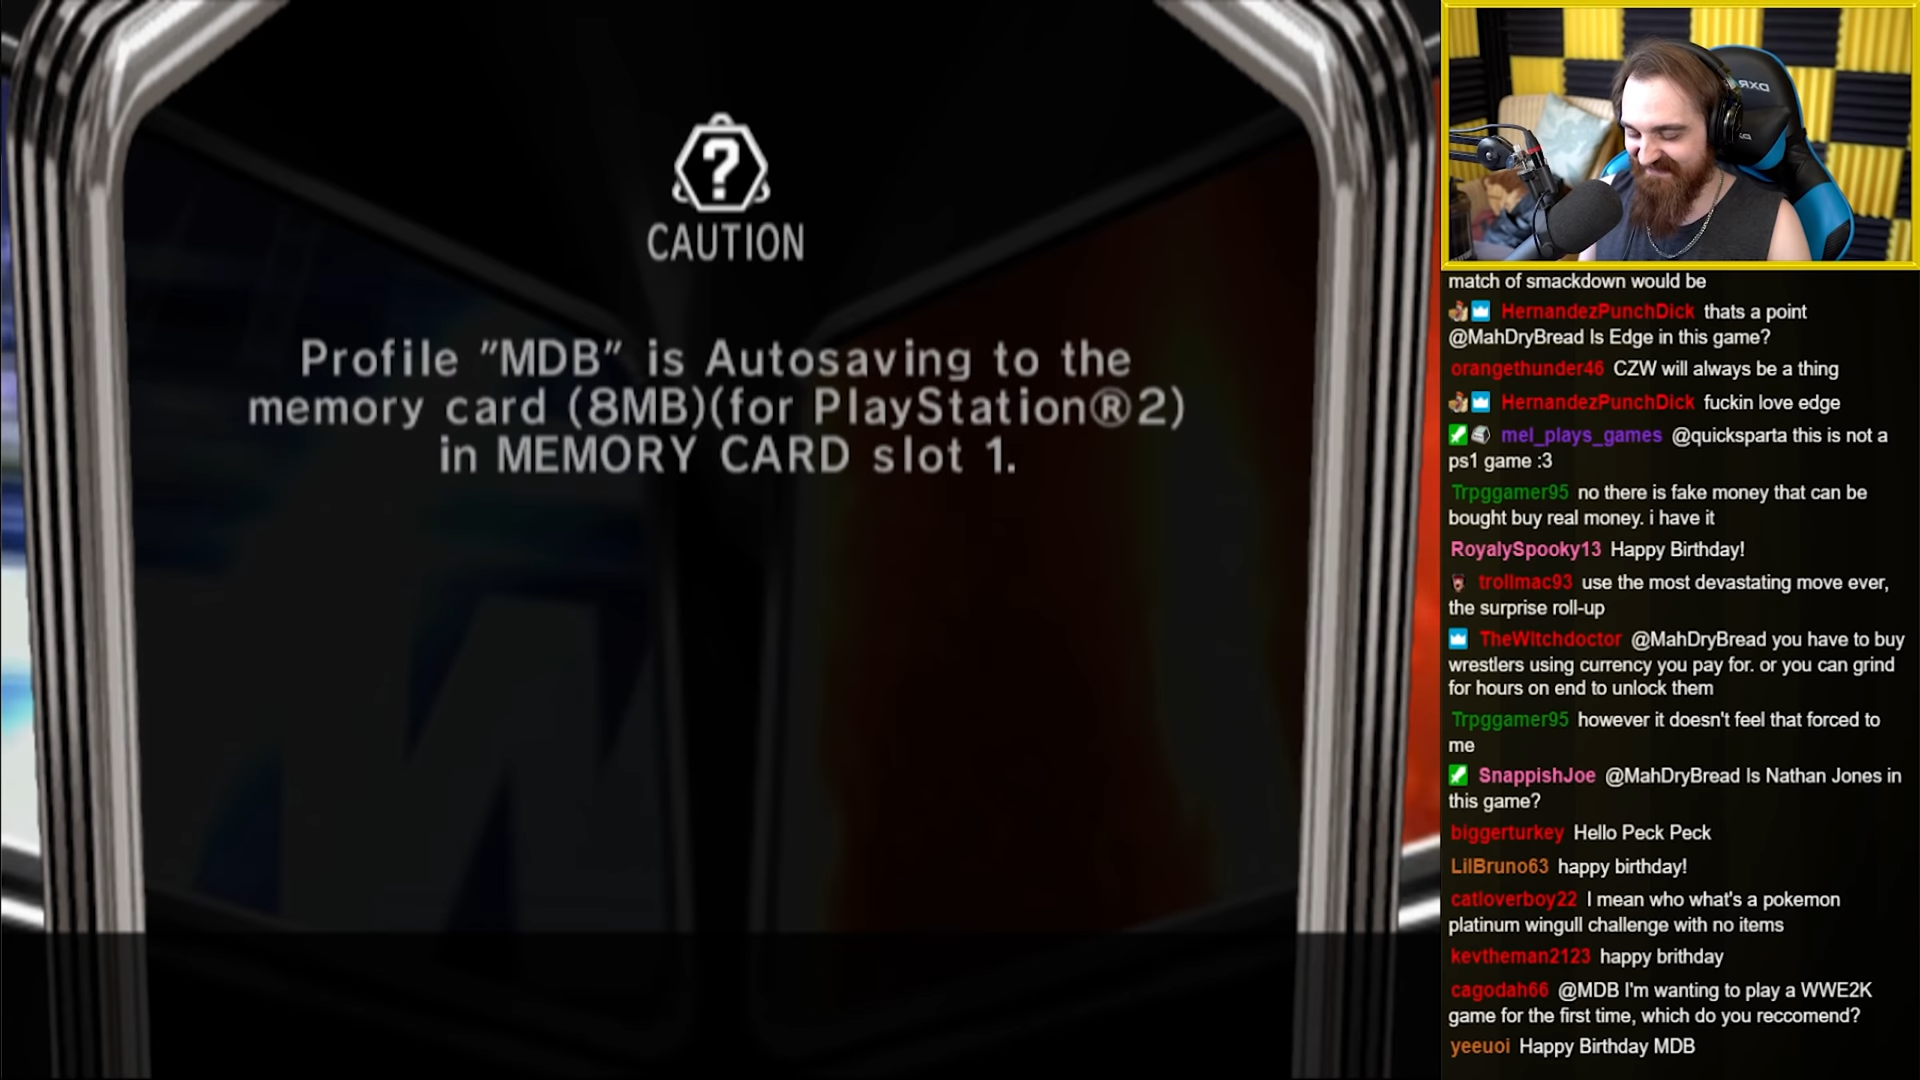 CAUTION
Profile "MDB" is Autosaving to the
memory card (8MB)(for PlayStation®2)
in MEMORY CARD slot 1.
DXR
match of smackdown would be
HernandezPunchDick thats a point
@MahDryBread Is Edge in this game?
orangethunder46 CZW will always be a thing
HernandezPunchDick fuckin love edge
mel_plays_games @quicksparta this is not a
ps1 game :3
Trpggamer95 no there is fake money that can be
bought buy real money. i have it
RoyalySpooky13 Happy Birthday!
trollmac93 use the most devastating move ever,
the surprise roll-up
TheWItchdoctor @MahDryBread you have to buy
wrestlers using currency you pay for. or you can grind
for hours on end to unlock them
Trpggamer95 however it doesn't feel that forced to
me
SnappishJoe @MahDryBread Is Nathan Jones in
this game?
biggerturkey Hello Peck Peck
LilBruno63 happy birthday!
catloverboy22 I mean who what's a pokemon
platinum wingull challenge with no items
kevtheman2123 happy brithday
cagodah66 @MDB I'm wanting to play a WWE2K
game for the first time, which do you reccomend?
yeeuoi Happy Birthday MDB